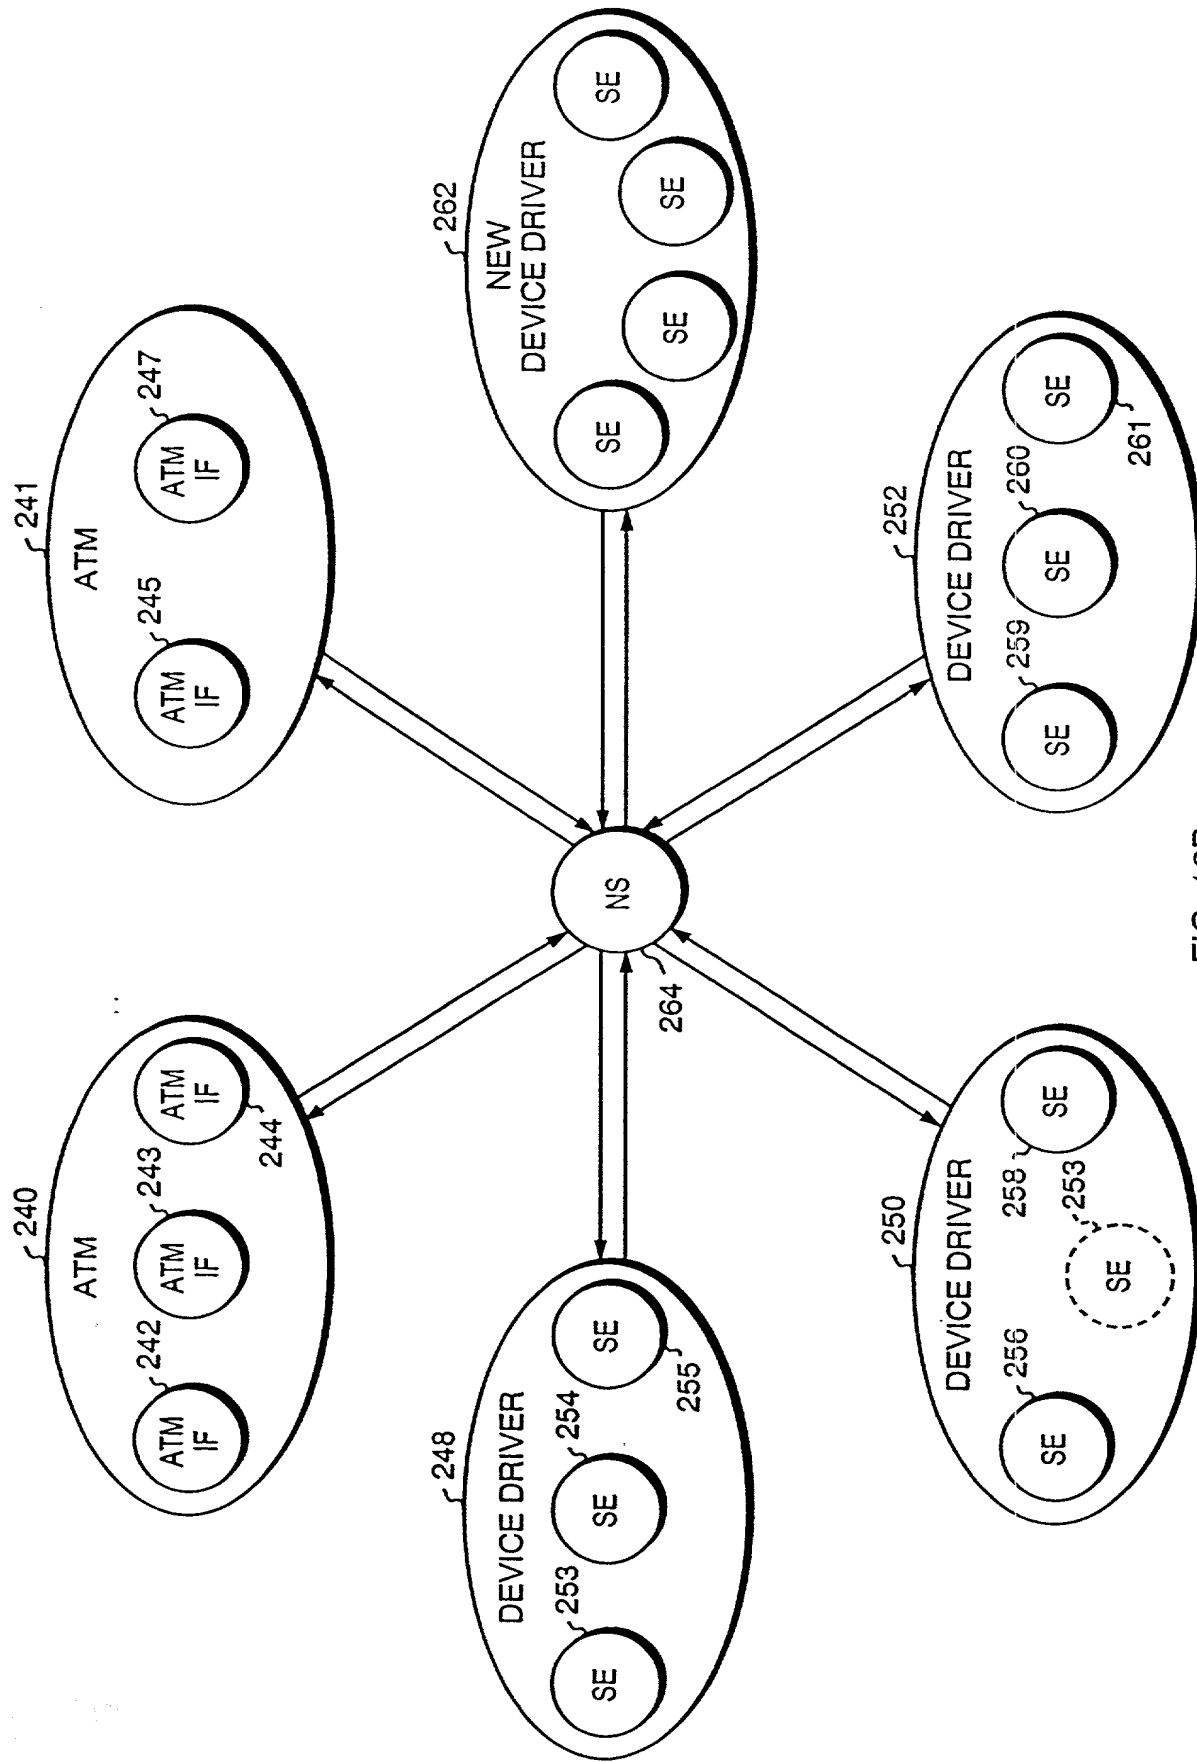 240
ATM
242
243
ATM
IF
ATM
IF
ATM
IF
244
241
ATM
245
247
ATM
IF
ATM
IF
248
DEVICE DRIVER
253
254
SE
SE
SE
255
NS
264
262
NEW
DEVICE DRIVER
SE
SE
SE
SE
250
DEVICE DRIVER
256
258
253
SE
SE
SE
252
DEVICE DRIVER
259
260
SE
SE
SE
261
FIG.